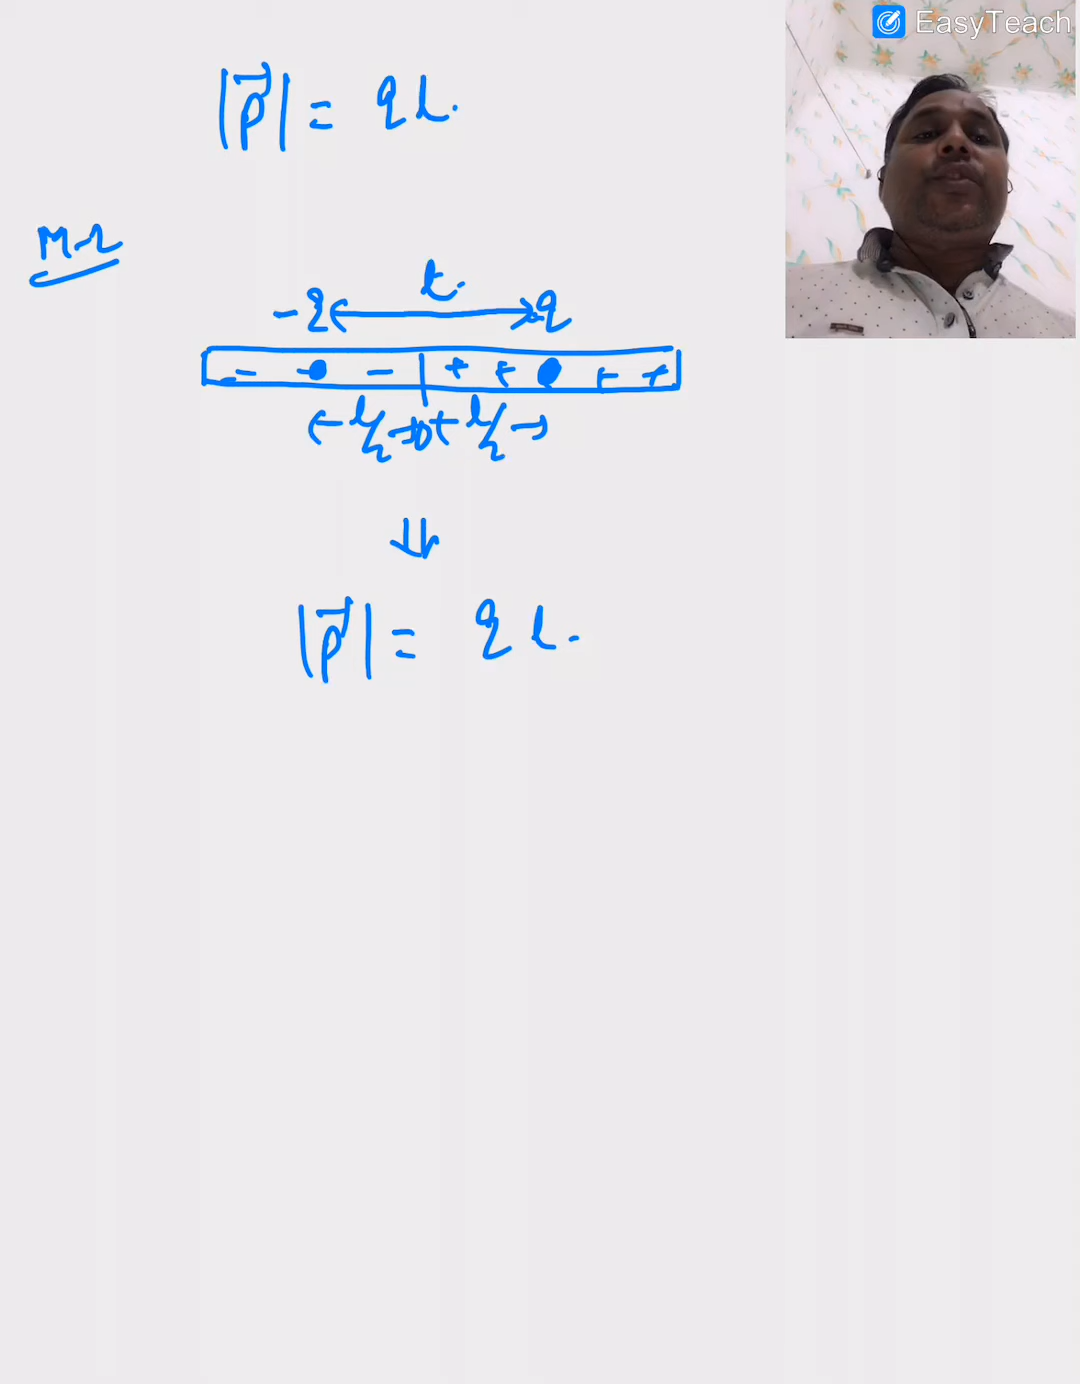 EasyTeach
|p⃗| = ql.
M-2
l.
-q q
- - - + + + +
l/2 O l/2
⇓
|p⃗| = ql.